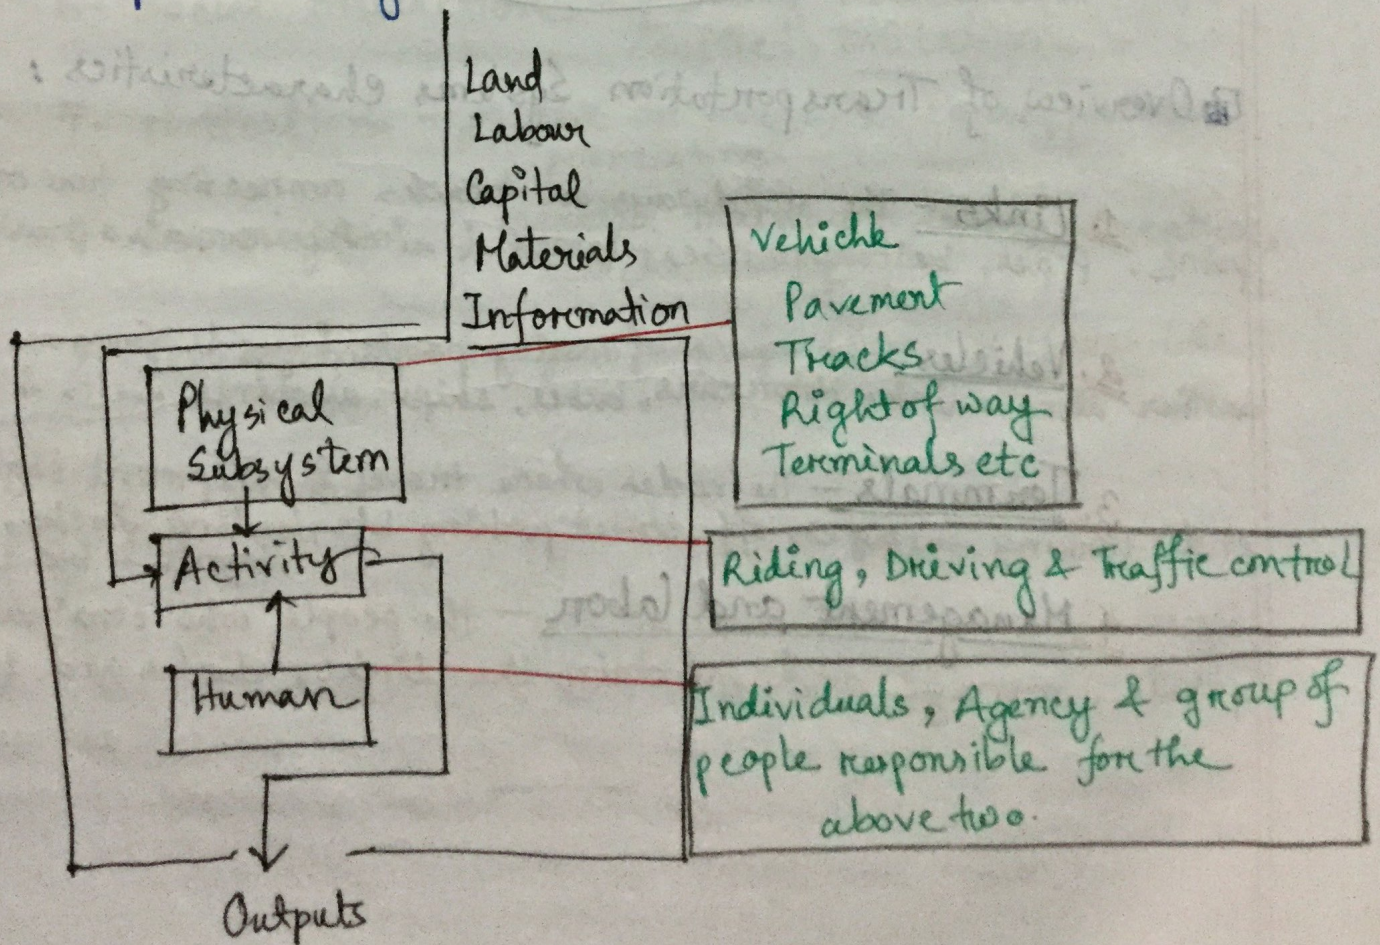 Land
Labour
Capital
Materials
Information
Vehichle
Pavement
Tracks
Right of way
Terminals etc
Physical
Subsystem
Activity
Riding, Driving & Traffic control
Human
Individuals, Agency & group of
people responsible for the
above two.
Outputs